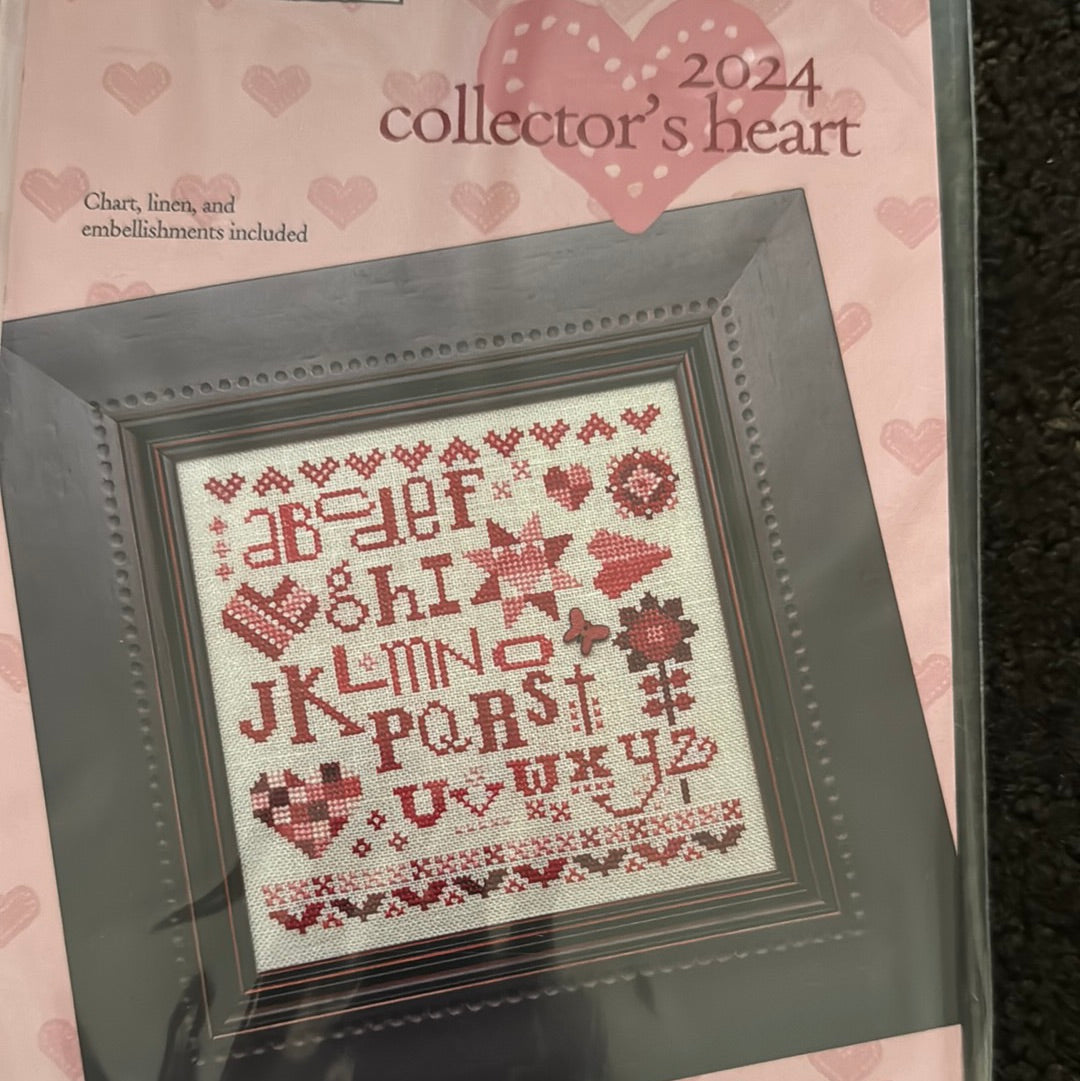 2024
collector's heart
Chart, linen, and
embellishments included
aBcdef
ghI
JKLMNO
PQRSt
uvwxyz